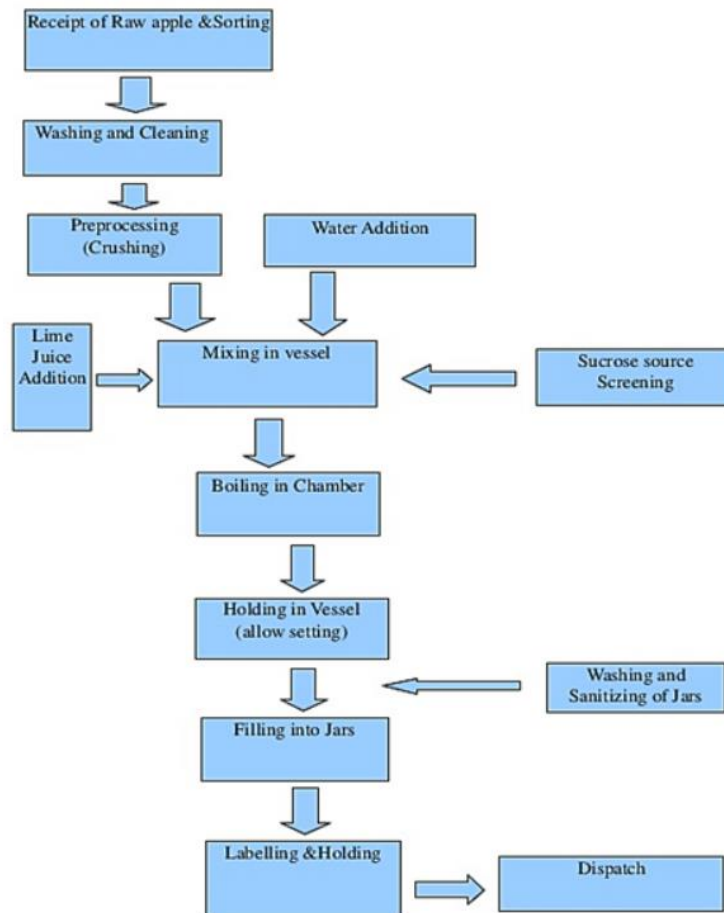 Receipt of Raw apple &Sorting
Washing and Cleaning
Preprocessing
(Crushing)
Water Addition
Lime
Juice
Addition
Mixing in vessel
Sucrose source
Screening
Boiling in Chamber
Holding in Vessel
(allow setting)
Washing and
Sanitizing of Jars
Filling into Jars
Labelling &Holding
Dispatch